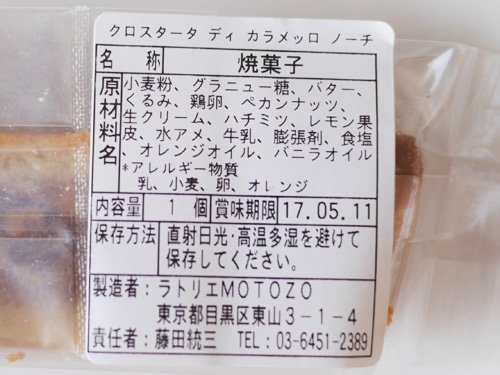 クロスタータ ディ カラメッロ ノーチ
名 称 焼菓子
原材料名 小麦粉、グラニュー糖、バター、
くるみ、鶏卵、ペカンナッツ、
生クリーム、ハチミツ、レモン果
皮、水アメ、牛乳、膨張剤、食塩
、オレンジオイル、バニラオイル
*アレルギー物質
乳、小麦、卵、オレンジ
内容量 1 個 賞味期限 17.05.11
保存方法 直射日光・高温多湿を避けて
保存してください。
製造者：ラトリエMOTOZO
東京都目黒区東山3-1-4
責任者：藤田統三 TEL：03-6451-2389